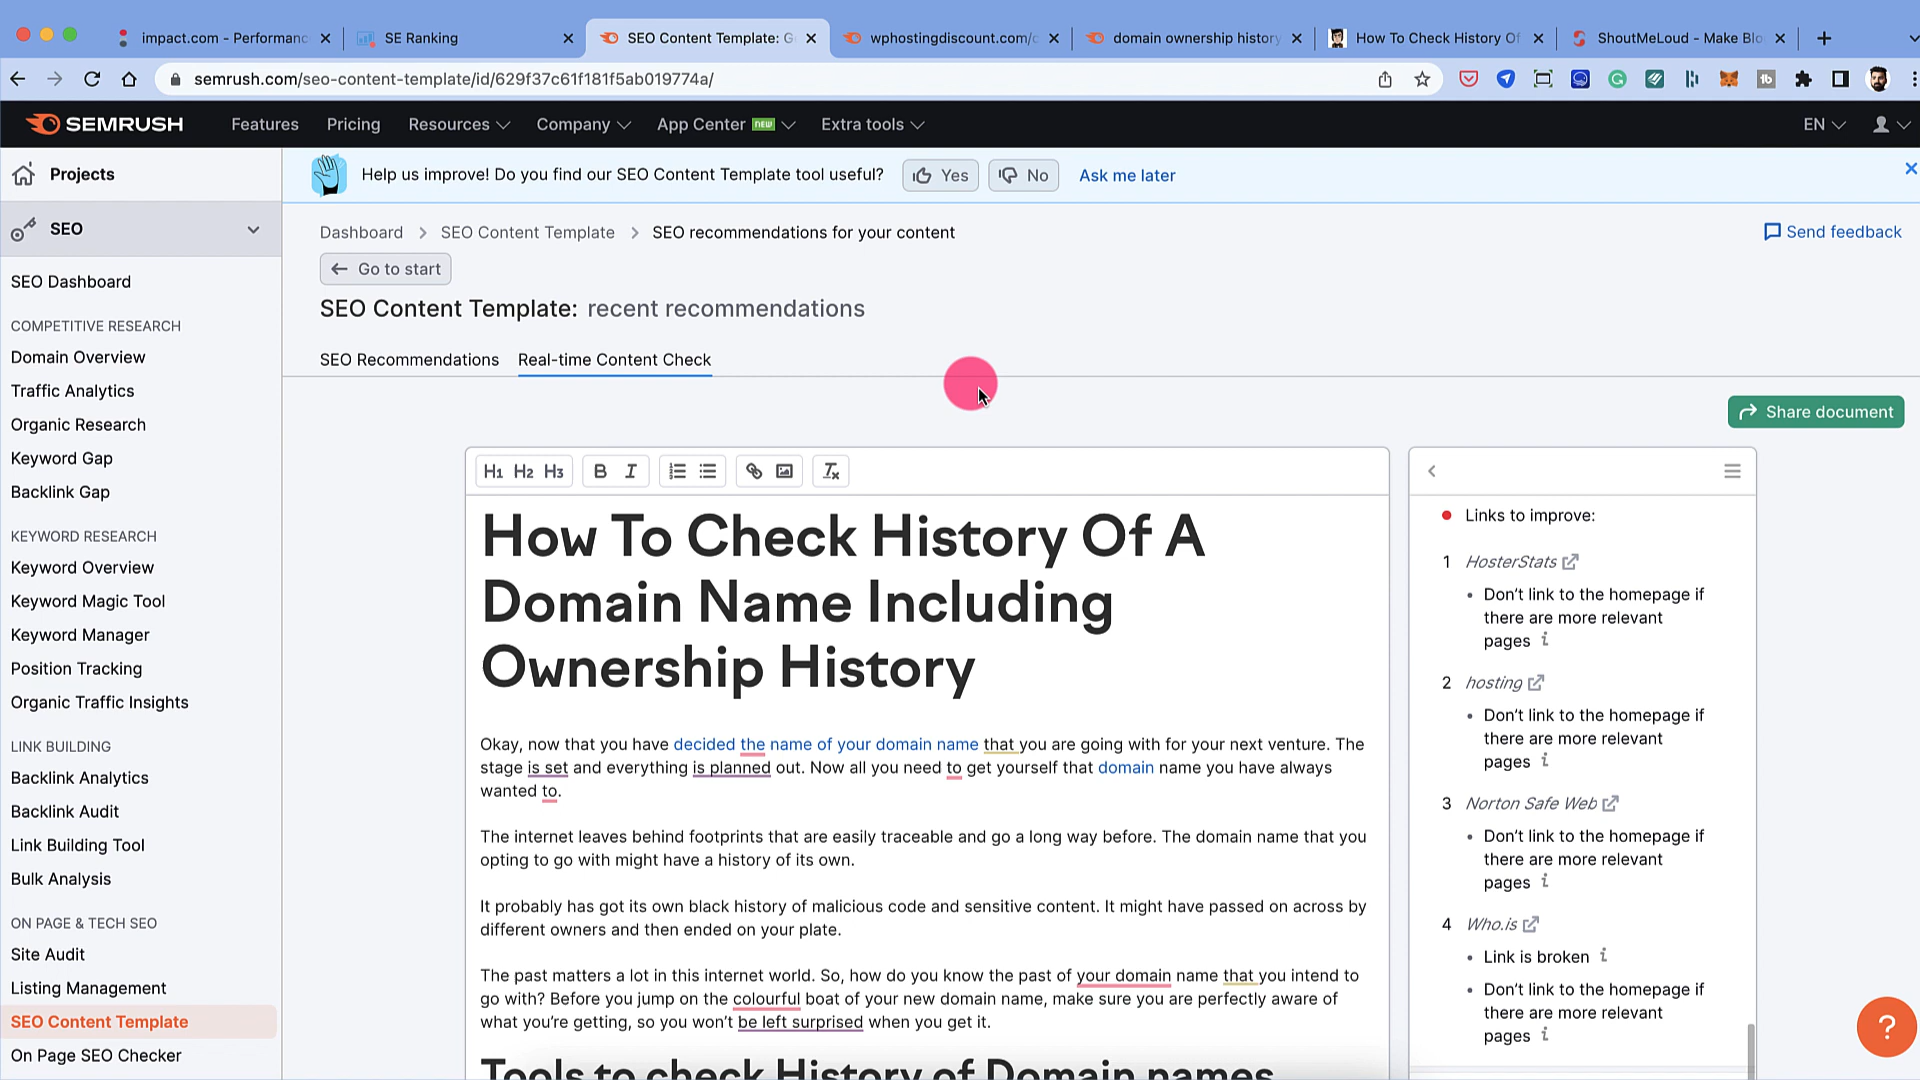 impact.com - Performanc
SE Ranking
SEO Content Template: G
wphostingdiscount.com/c
domain ownership history
How To Check History Of
ShoutMeLoud - Make Blo
semrush.com/seo-content-template/id/629f37c61f181f5ab019774a/
SEMRUSH
Features
Pricing
Resources
Company
App Center NEW
Extra tools
EN
Projects
Help us improve! Do you find our SEO Content Template tool useful?
Yes
No
Ask me later
SEO
Dashboard > SEO Content Template > SEO recommendations for your content
Send feedback
Go to start
SEO Content Template: recent recommendations
SEO Recommendations
Real-time Content Check
Share document
SEO Dashboard
COMPETITIVE RESEARCH
Domain Overview
Traffic Analytics
Organic Research
Keyword Gap
Backlink Gap
KEYWORD RESEARCH
Keyword Overview
Keyword Magic Tool
Keyword Manager
Position Tracking
Organic Traffic Insights
LINK BUILDING
Backlink Analytics
Backlink Audit
Link Building Tool
Bulk Analysis
ON PAGE & TECH SEO
Site Audit
Listing Management
SEO Content Template
On Page SEO Checker
H1 H2 H3 B I
How To Check History Of A
Domain Name Including
Ownership History
Okay, now that you have decided the name of your domain name that you are going with for your next venture. The
stage is set and everything is planned out. Now all you need to get yourself that domain name you have always
wanted to.
The internet leaves behind footprints that are easily traceable and go a long way before. The domain name that you
opting to go with might have a history of its own.
It probably has got its own black history of malicious code and sensitive content. It might have passed on across by
different owners and then ended on your plate.
The past matters a lot in this internet world. So, how do you know the past of your domain name that you intend to
go with? Before you jump on the colourful boat of your new domain name, make sure you are perfectly aware of
what you're getting, so you won't be left surprised when you get it.
Tools to check History of Domain names
Links to improve:
1 HosterStats
Don't link to the homepage if
there are more relevant
pages i
2 hosting
Don't link to the homepage if
there are more relevant
pages i
3 Norton Safe Web
Don't link to the homepage if
there are more relevant
pages i
4 Who.is
Link is broken i
Don't link to the homepage if
there are more relevant
pages i
?